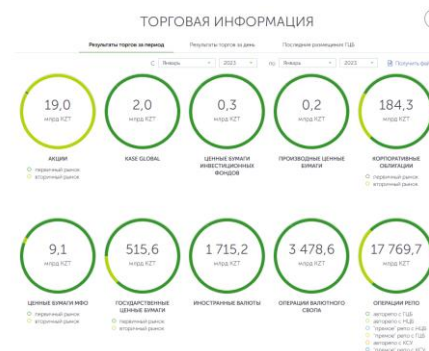 ТОРГОВАЯ ИНФОРМАЦИЯ
Результаты торгов за период
Результаты торгов за день
Последние размещения ГЦБ
С Январь 2023 по Январь 2023 Получить фай
19,0
млрд KZT
2,0
млрд KZT
0,3
млрд KZT
0,2
млрд KZT
184,3
млрд KZT
АКЦИИ
первичный рынок
вторичный рынок
KASE GLOBAL
ЦЕННЫЕ БУМАГИ
ИНВЕСТИЦИОННЫХ
ФОНДОВ
ПРОИЗВОДНЫЕ ЦЕННЫЕ
БУМАГИ
КОРПОРАТИВНЫЕ
ОБЛИГАЦИИ
первичный рынок
вторичный рынок
9,1
млрд KZT
515,6
млрд KZT
1 715,2
млрд KZT
3 478,6
млрд KZT
17 769,7
млрд KZT
ЦЕННЫЕ БУМАГИ МФО
первичный рынок
вторичный рынок
ГОСУДАРСТВЕННЫЕ
ЦЕННЫЕ БУМАГИ
первичный рынок
вторичный рынок
ИНОСТРАННЫЕ ВАЛЮТЫ
ОПЕРАЦИИ ВАЛЮТНОГО
СВОПА
ОПЕРАЦИИ РЕПО
авторепо с ГЦБ
авторепо с НЦБ
"прямое" репо с НЦБ
"прямое" репо с ГЦБ
авторепо с КСУ
"прямое" репо с КСУ